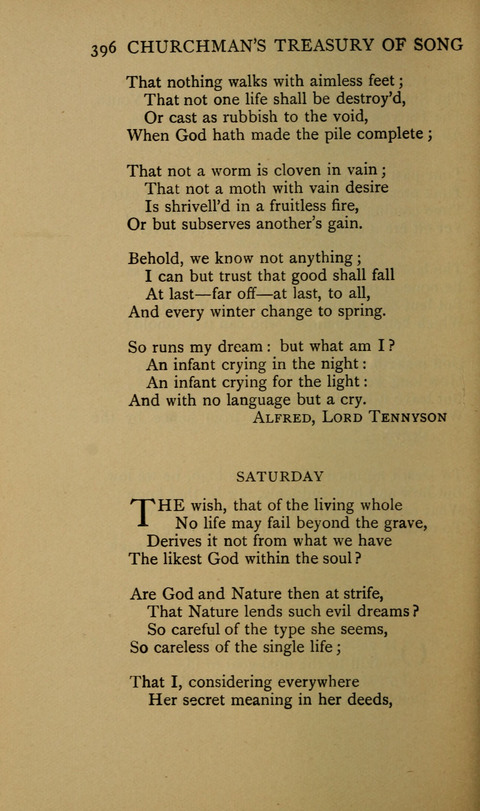 396 CHURCHMAN'S TREASURY OF SONG
That nothing walks with aimless feet;
That not one life shall be destroy'd,
Or cast as rubbish to the void,
When God hath made the pile complete;
That not a worm is cloven in vain;
That not a moth with vain desire
Is shrivell'd in a fruitless fire,
Or but subserves another's gain.
Behold, we know not anything;
I can but trust that good shall fall
At last—far off—at last, to all,
And every winter change to spring.
So runs my dream: but what am I?
An infant crying in the night:
An infant crying for the light:
And with no language but a cry.
ALFRED, LORD TENNYSON
SATURDAY
THE wish, that of the living whole
No life may fail beyond the grave,
Derives it not from what we have
The likest God within the soul?
Are God and Nature then at strife,
That Nature lends such evil dreams?
So careful of the type she seems,
So careless of the single life;
That I, considering everywhere
Her secret meaning in her deeds,